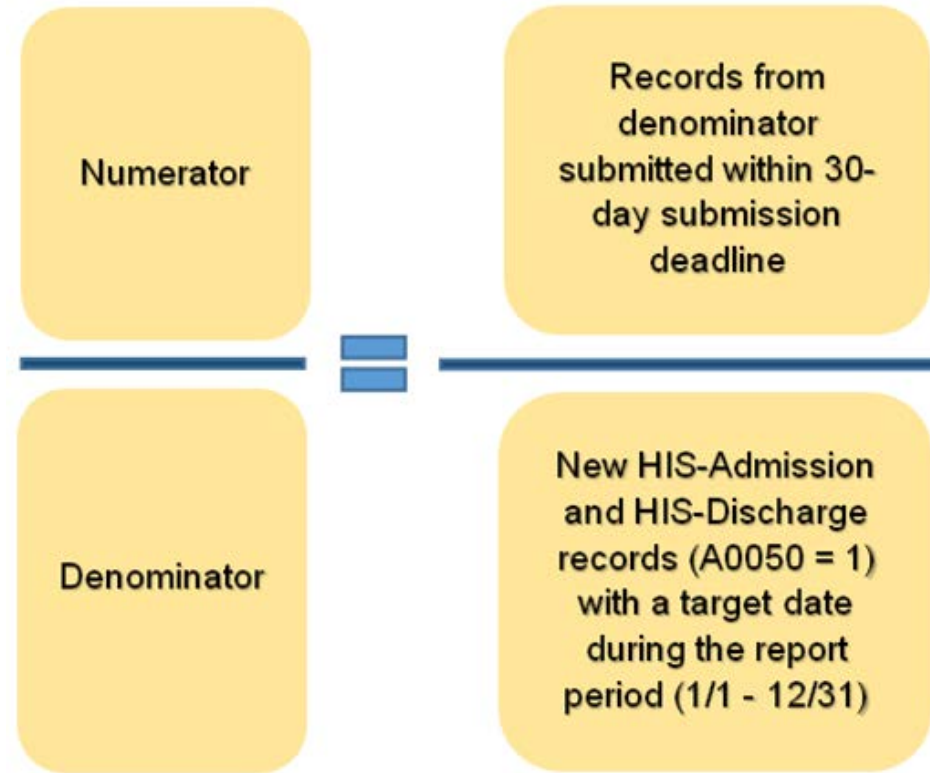 Numerator
Records from
denominator
submitted within 30-
day submission
deadline
Denominator
New HIS-Admission
and HIS-Discharge
records (A0050 = 1)
with a target date
during the report
period (1/1 - 12/31)